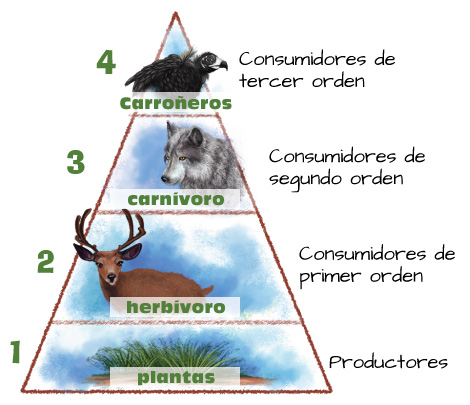 4
Consumidores de
tercer orden
Carroñeros
3
Consumidores de
segundo orden
carnívoro
2
Consumidores de
primer orden
herbívoro
1
Productores
plantas